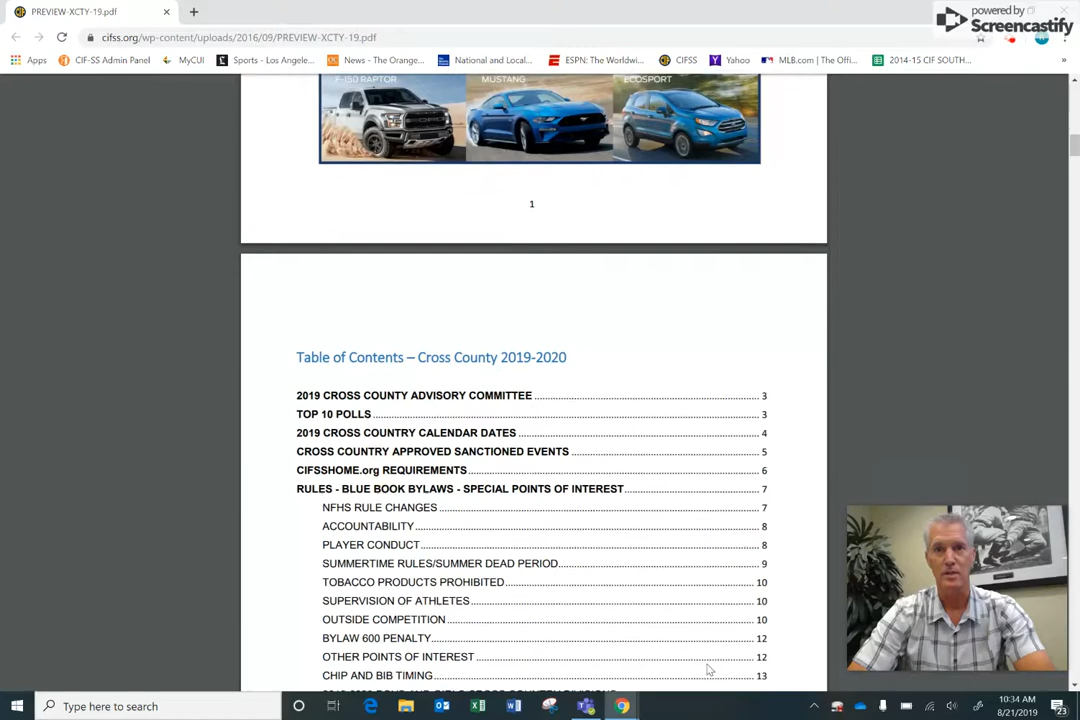 PREVIEW-XCTY-19.pdf
powered by
Screencastify
cifss.org/wp-content/uploads/2016/09/PREVIEW-XCTY-19.pdf
Apps
CIF-SS Admin Panel
MyCUI
Sports - Los Angele...
News - The Orange...
National and Local...
ESPN: The Worldwi...
CIFSS
Yahoo
MLB.com | The Offi...
2014-15 CIF SOUTH...
F-150 RAPTOR
MUSTANG
ECOSPORT
1
Table of Contents – Cross County 2019-2020
2019 CROSS COUNTY ADVISORY COMMITTEE 3
TOP 10 POLLS 3
2019 CROSS COUNTRY CALENDAR DATES 4
CROSS COUNTRY APPROVED SANCTIONED EVENTS 5
CIFSSHOME.org REQUIREMENTS 6
RULES - BLUE BOOK BYLAWS - SPECIAL POINTS OF INTEREST 7
NFHS RULE CHANGES 7
ACCOUNTABILITY 8
PLAYER CONDUCT 8
SUMMERTIME RULES/SUMMER DEAD PERIOD 9
TOBACCO PRODUCTS PROHIBITED 10
SUPERVISION OF ATHLETES 10
OUTSIDE COMPETITION 10
BYLAW 600 PENALTY 12
OTHER POINTS OF INTEREST 12
CHIP AND BIB TIMING 13
Type here to search
10:34 AM
8/21/2019
23